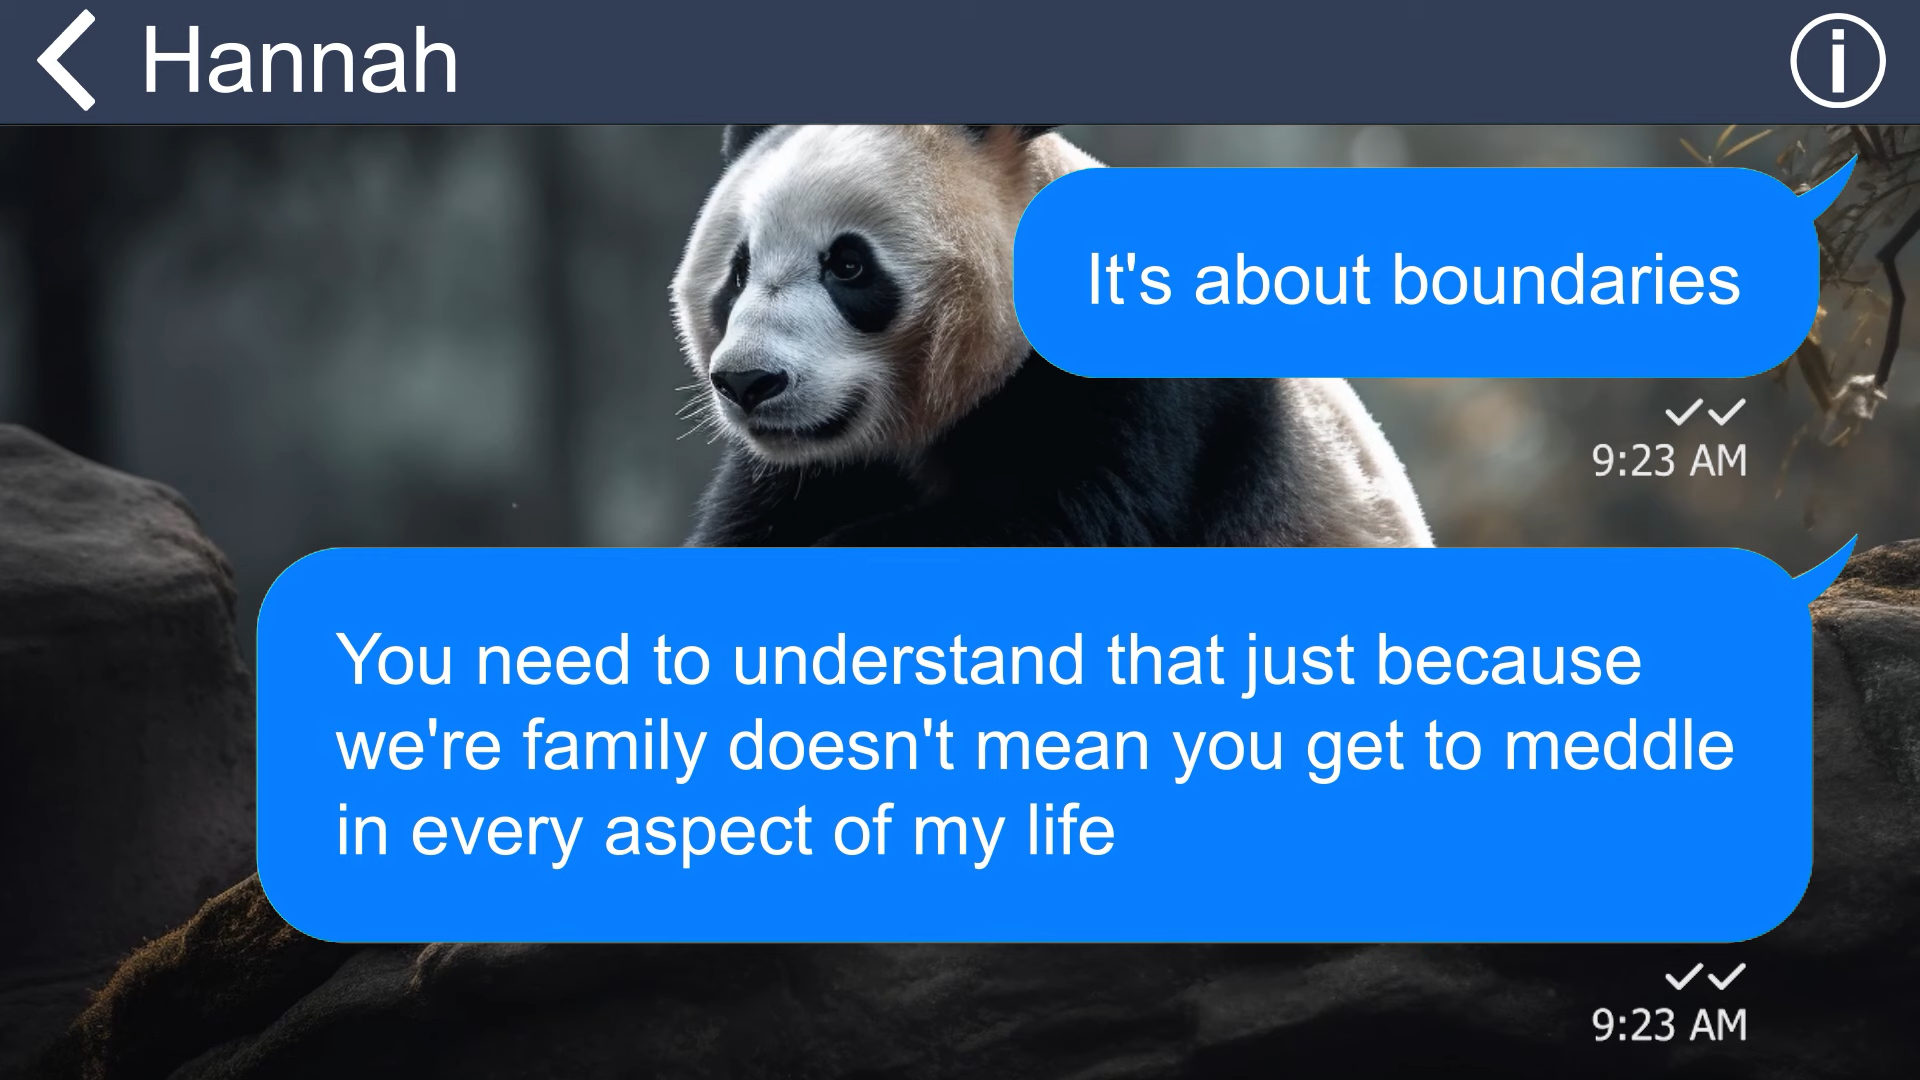 Hannah
It's about boundaries
9:23 AM
You need to understand that just because
we're family doesn't mean you get to meddle
in every aspect of my life
9:23 AM